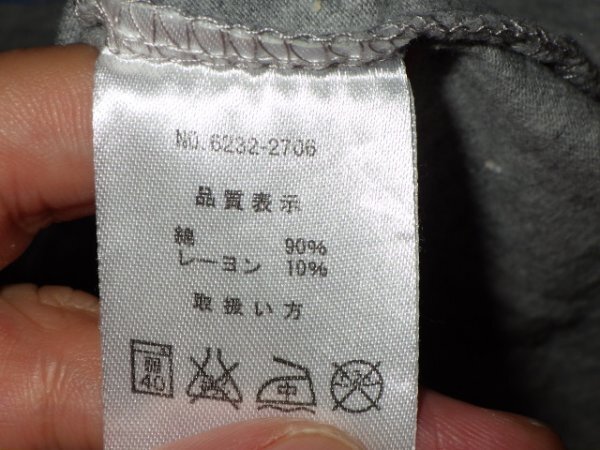 NO.6232-2706
品質表示
綿 90%
レーヨン 10%
取扱い方
弱
40
中